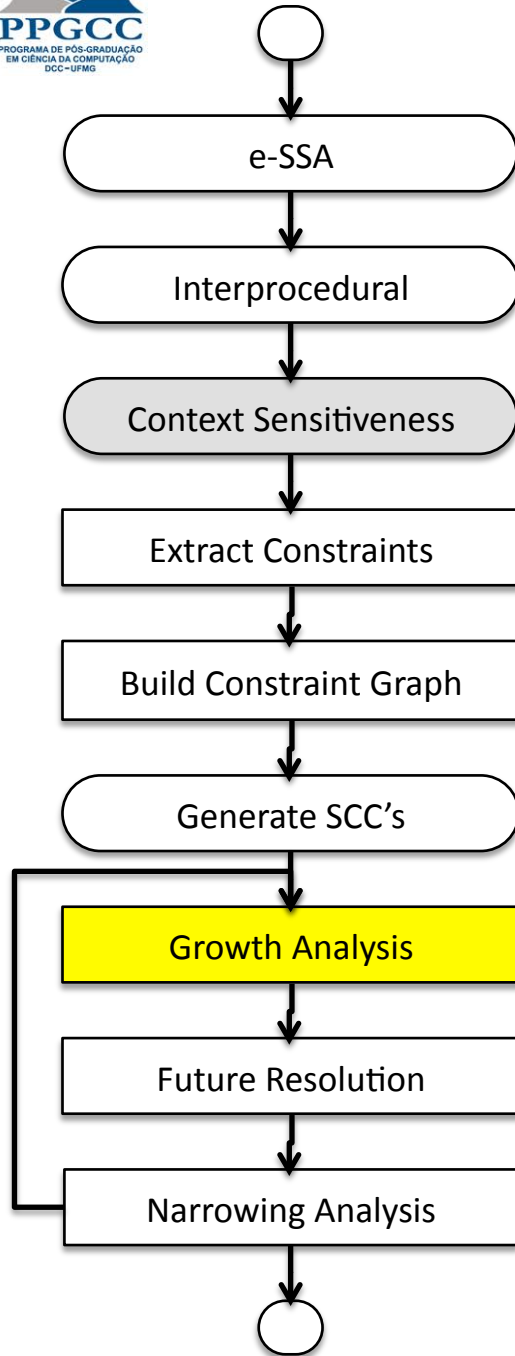 PPGCC
PROGRAMA DE PÓS-GRADUAÇÃO
EM CIÊNCIA DA COMPUTAÇÃO
DCC-UFMG
e-SSA
Interprocedural
Context Sensitiveness
Extract Constraints
Build Constraint Graph
Generate SCC's
Growth Analysis
Future Resolution
Narrowing Analysis